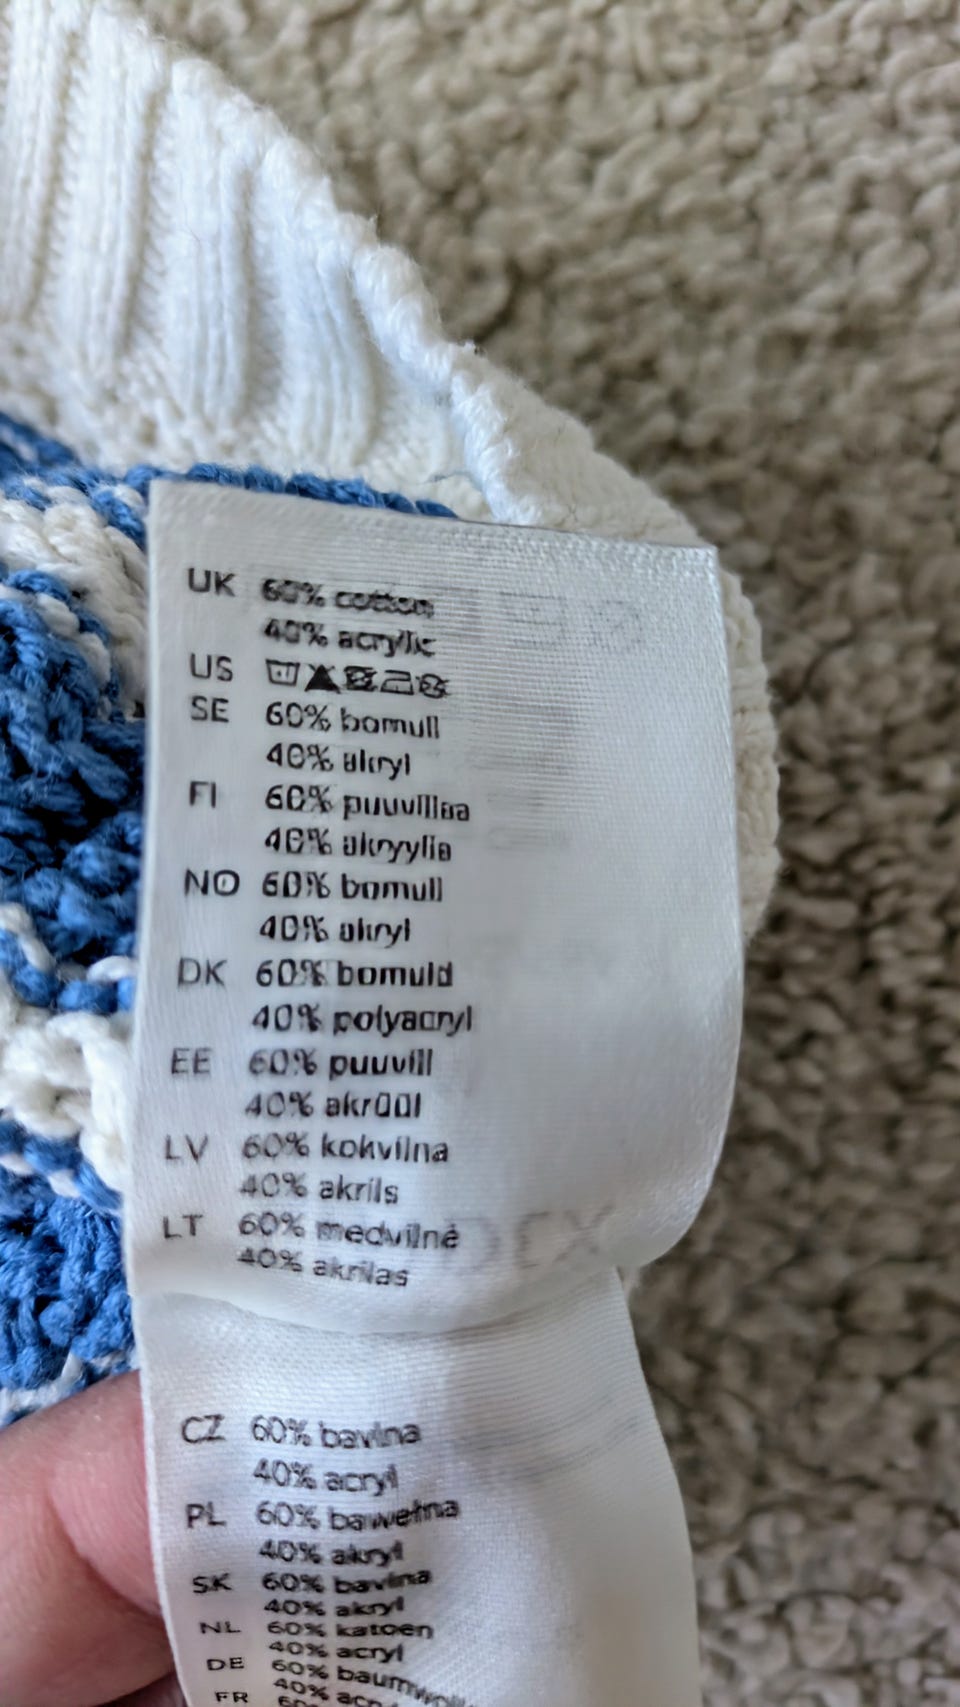 UK 60% cotton
40% acrylic
US
SE 60% bomull
40% akryl
FI 60% puuvillaa
40% akryylia
NO 60% bomull
40% akryl
DK 60% bomuld
40% polyacryl
EE 60% puuvill
40% akrüül
LV 60% kokvilna
40% akrils
LT 60% medvilnė
40% akrilas
CZ 60% bavlna
40% acryl
PL 60% bawełna
40% akryl
SK 60% bavlna
40% akryl
NL 60% katoen
40% acryl
DE 60%
40%
FR 60%